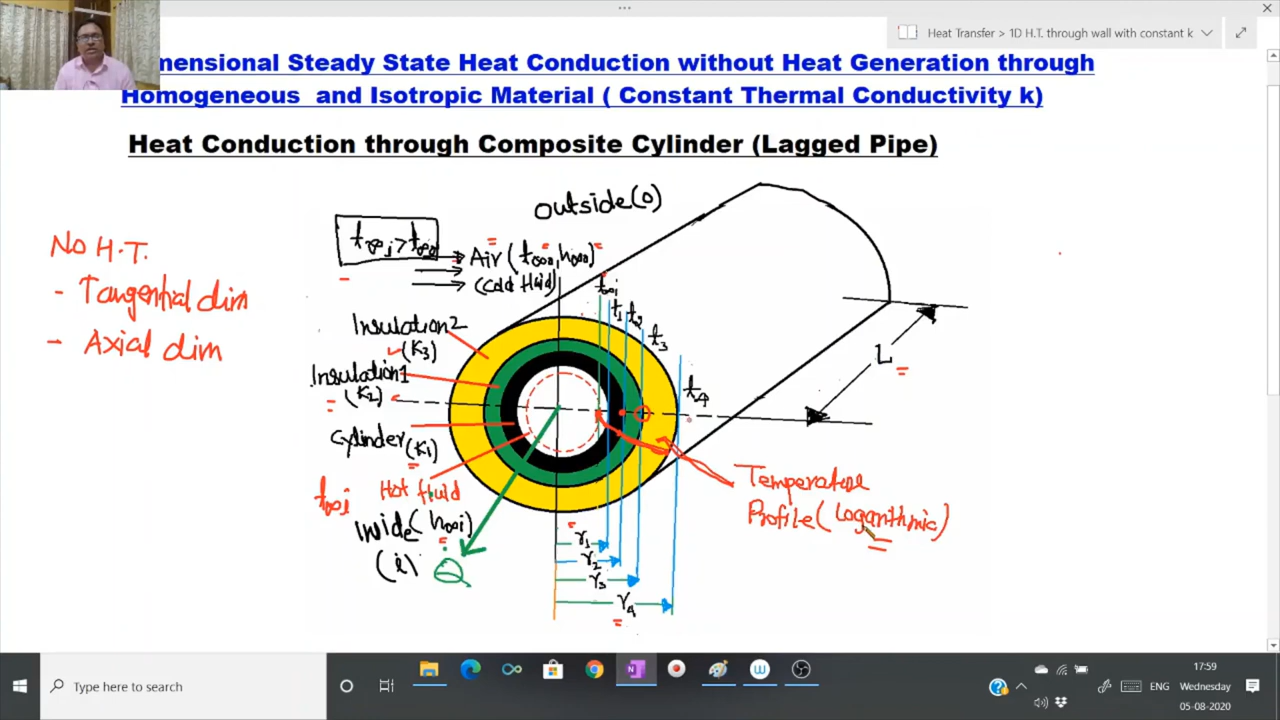 Heat Transfer > 1D H.T. through wall with constant k
mensional Steady State Heat Conduction without Heat Generation through
Homogeneous and Isotropic Material ( Constant Thermal Conductivity k)
Heat Conduction through Composite Cylinder (Lagged Pipe)
outside(o)
t∞i > t∞o
Air (t∞o, h∞o)
(Cold fluid)
No H.T.
- Tangential dim
- Axial dim
t∞i
t1 t2
t3
t4
Insulation2
(K3)
Insulation1
(K2)
Cylinder (K1)
L
t∞i Hot fluid
Inside (h∞i)
(i)
Q
Temperature
Profile (logarithmic)
r1
r2
r3
r4
Type here to search
ENG
17:59
Wednesday
05-08-2020